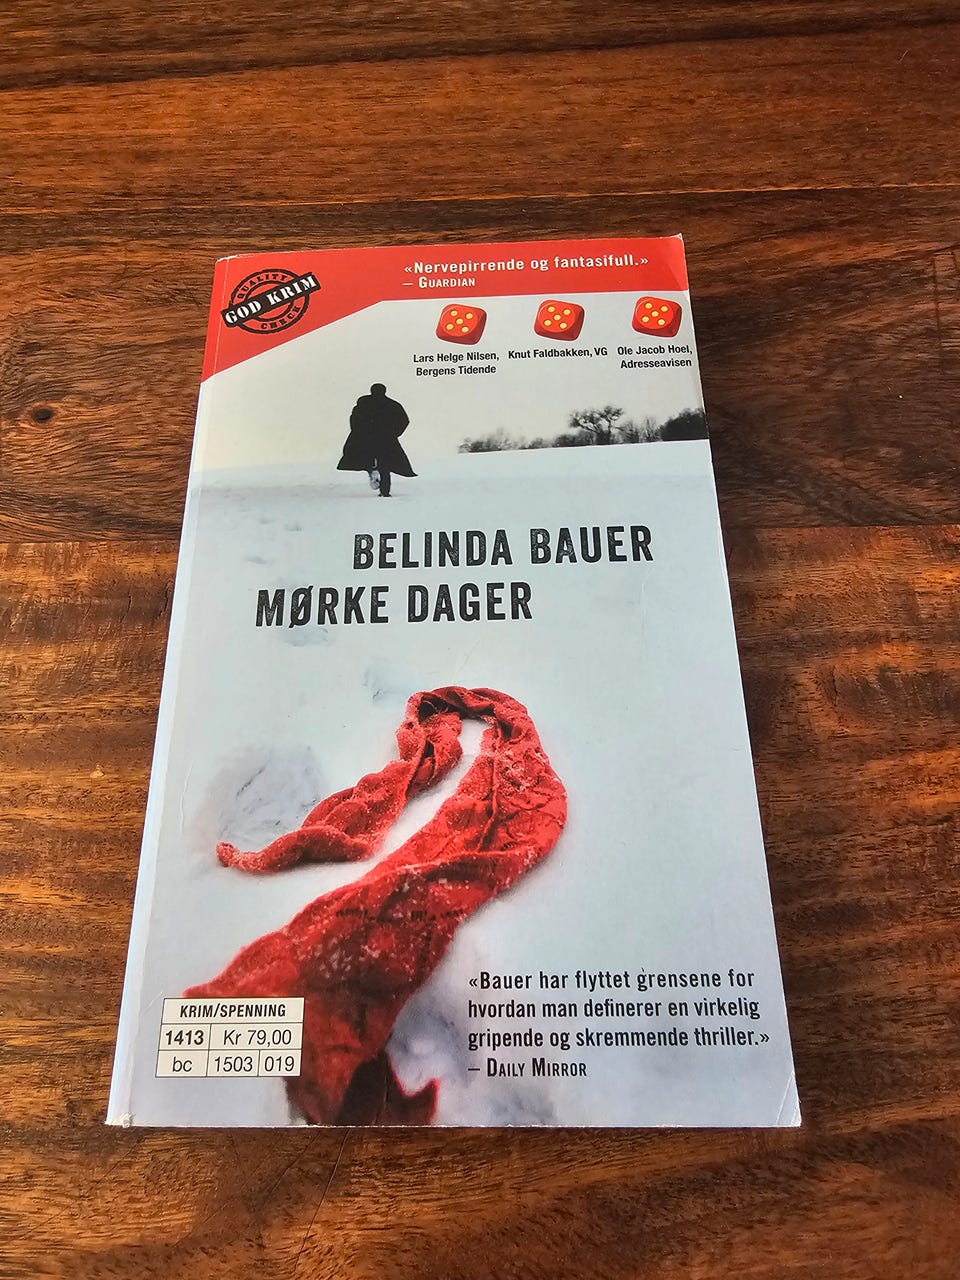 QUALITY
GOD KRIM
CHECK
«Nervepirrende og fantasifull.»
– GUARDIAN
Lars Helge Nilsen,
Bergens Tidende
Knut Faldbakken, VG
Ole Jacob Hoel,
Adresseavisen
BELINDA BAUER
MØRKE DAGER
«Bauer har flyttet grensene for
hvordan man definerer en virkelig
gripende og skremmende thriller.»
– DAILY MIRROR
KRIM/SPENNING
1413 Kr 79,00
bc 1503 019